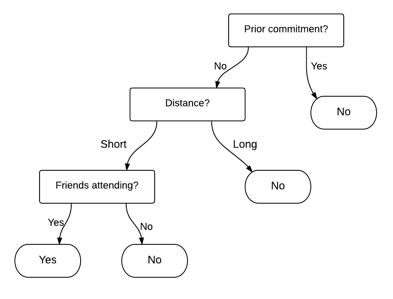 Prior commitment?
No
Yes
Distance?
No
Short
Long
Friends attending?
No
Yes
No
Yes
No